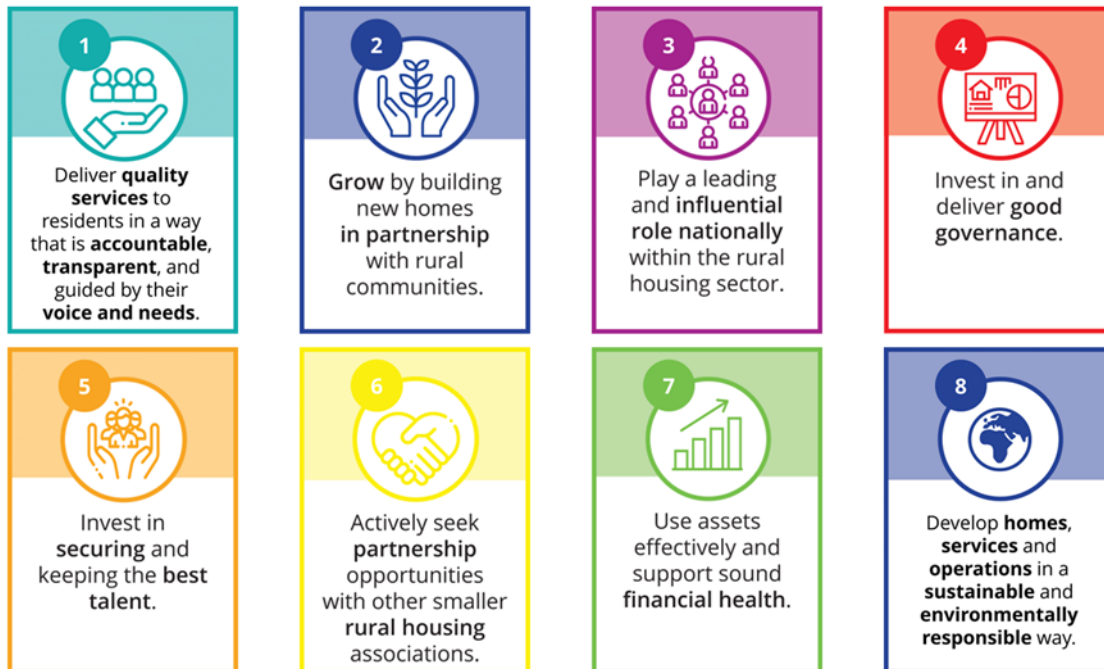 1
Deliver quality
services to
residents in a way
that is accountable,
transparent, and
guided by their
voice and needs.
2
Grow by building
new homes
in partnership
with rural
communities.
3
Play a leading
and influential
role nationally
within the rural
housing sector.
4
Invest in and
deliver good
governance.
5
Invest in
securing and
keeping the best
talent.
6
Actively seek
partnership
opportunities
with other smaller
rural housing
associations.
7
Use assets
effectively and
support sound
financial health.
8
Develop homes,
services and
operations in a
sustainable and
environmentally
responsible way.